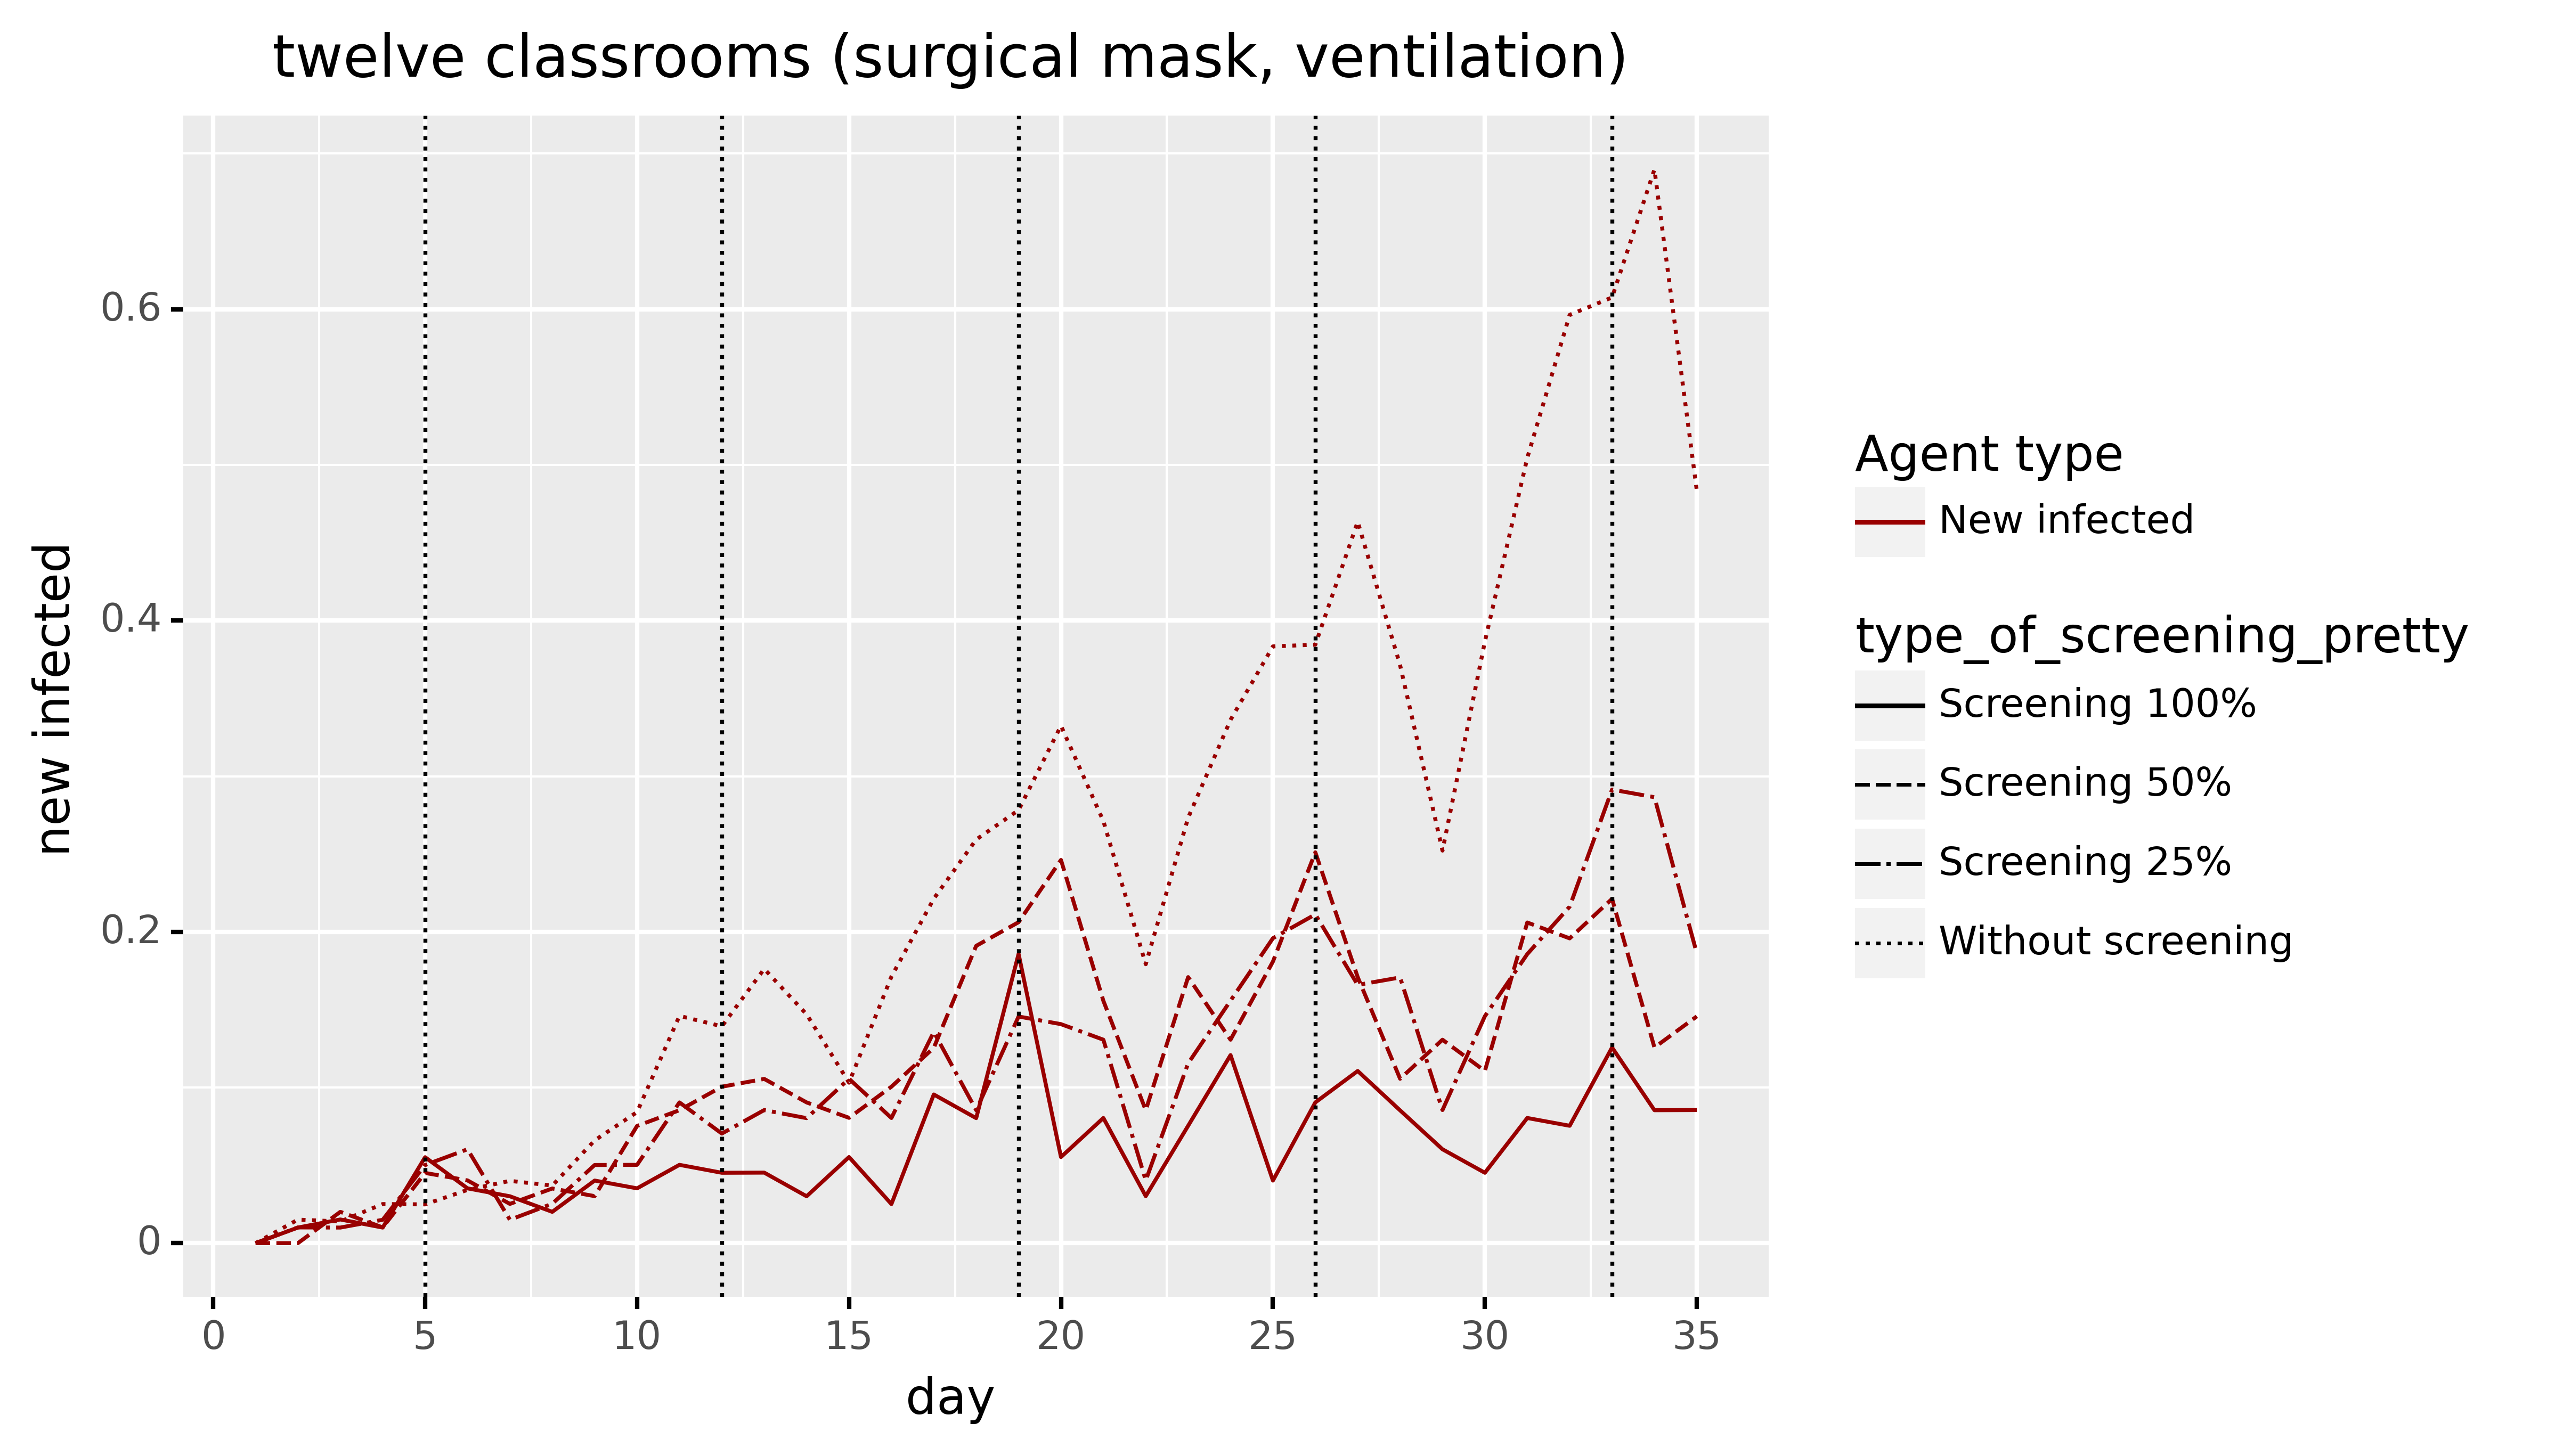 twelve classrooms (surgical mask, ventilation)
new infected
0.6
0.4
0.2
0
0 5 10 15 20 25 30 35
day
Agent type
New infected
type_of_screening_pretty
Screening 100%
Screening 50%
Screening 25%
Without screening